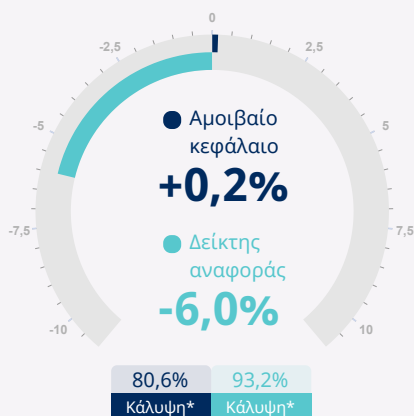 0
-2,5 2,5
-5 5
-7,5 7,5
-10 10
Αμοιβαίο
κεφάλαιο
+0,2%
Δείκτης
αναφοράς
-6,0%
80,6% 93,2%
Κάλυψη* Κάλυψη*